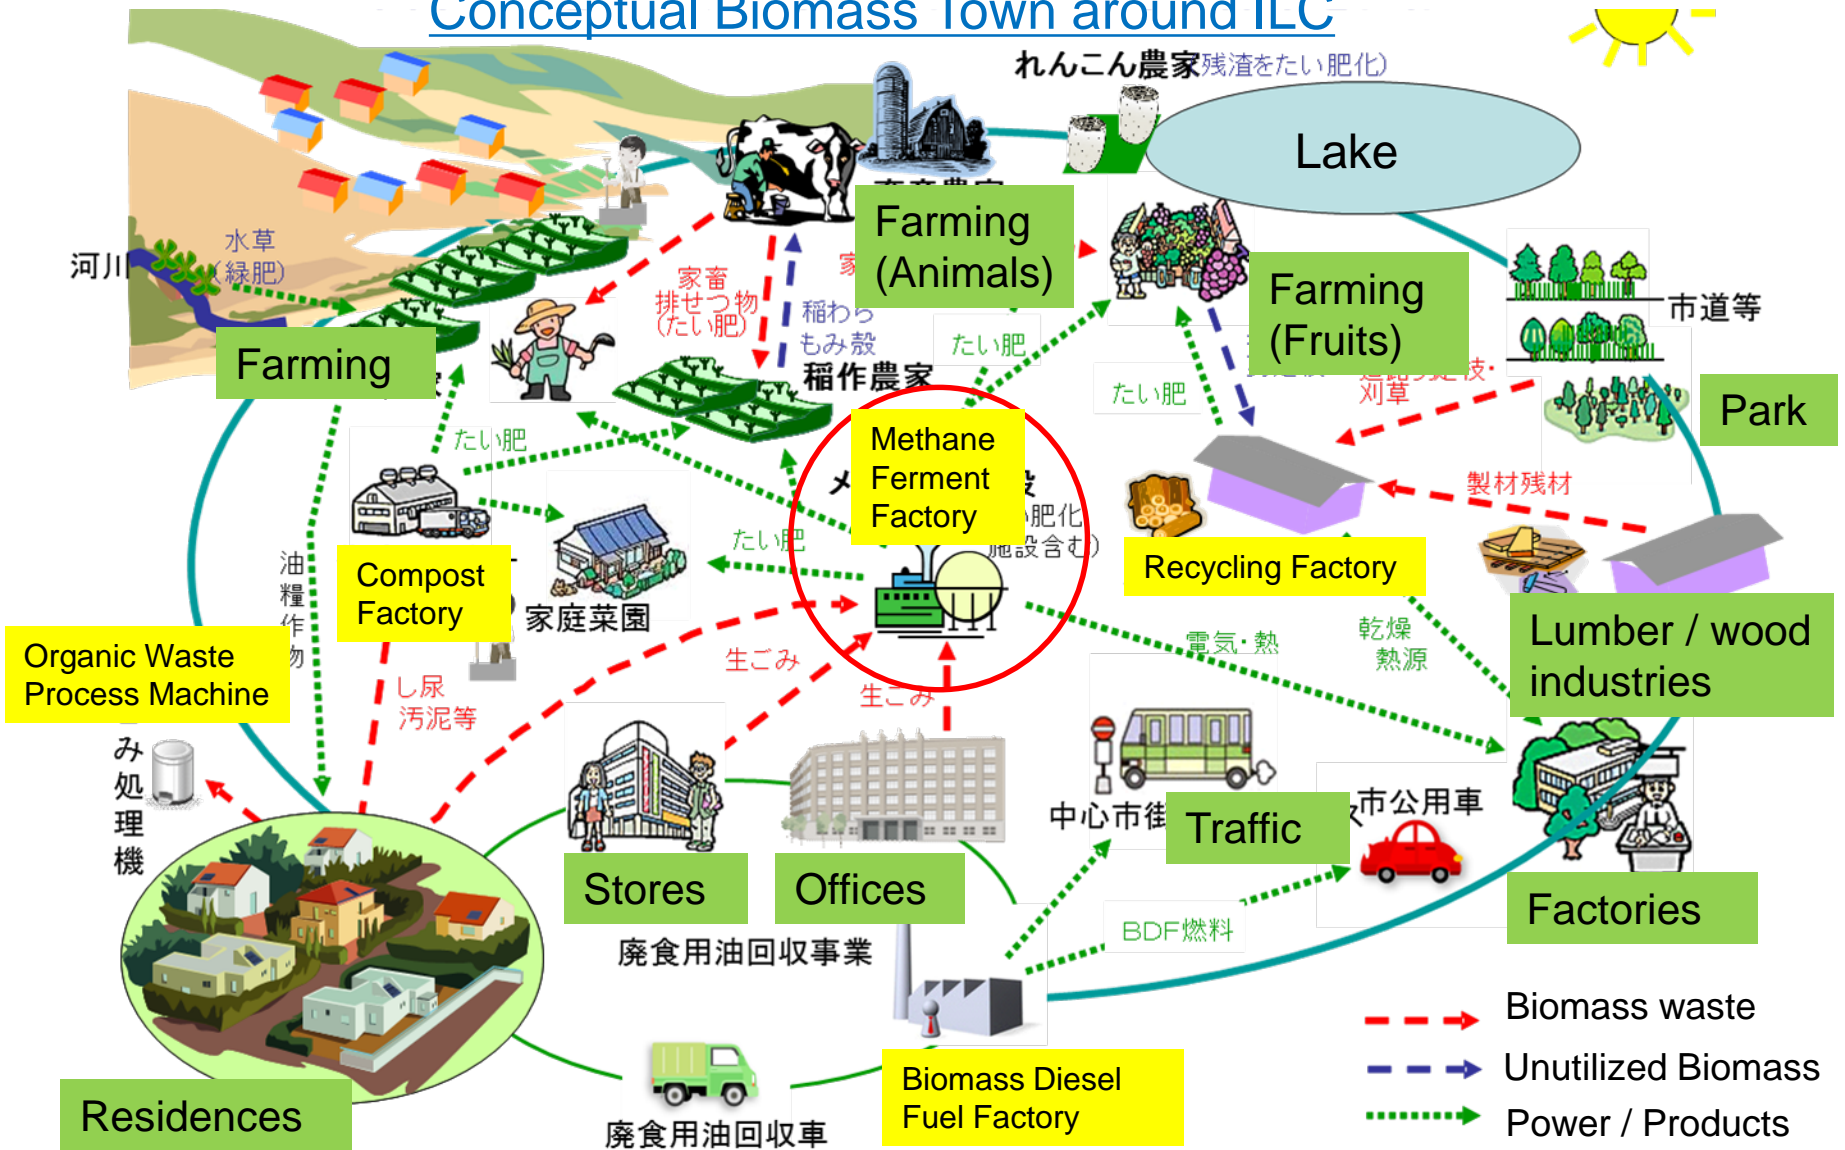 Conceptual Biomass Town around ILC
れんこん農家
(残渣をたい肥化)
Lake
Farming
(Animals)
水草
(緑肥)
河川
家畜
排せつ物
(たい肥)
稲わら
もみ殻
稲作農家
Farming
(Fruits)
市道等
たい肥
たい肥
刈草
Park
Farming
たい肥
Methane
Ferment
Factory
肥化
施設含む)
製材残材
たい肥
Recycling Factory
Compost
Factory
家庭菜園
油
糧
作
物
Organic Waste
Process Machine
み
処
理
機
し尿
汚泥等
生ごみ
生ごみ
電気・熱
乾燥
熱源
Lumber / wood
industries
中心市街
Traffic
市公用車
Stores
Offices
Factories
BDF燃料
廃食用油回収事業
Biomass Diesel
Fuel Factory
廃食用油回収車
Residences
Biomass waste
Unutilized Biomass
Power / Products